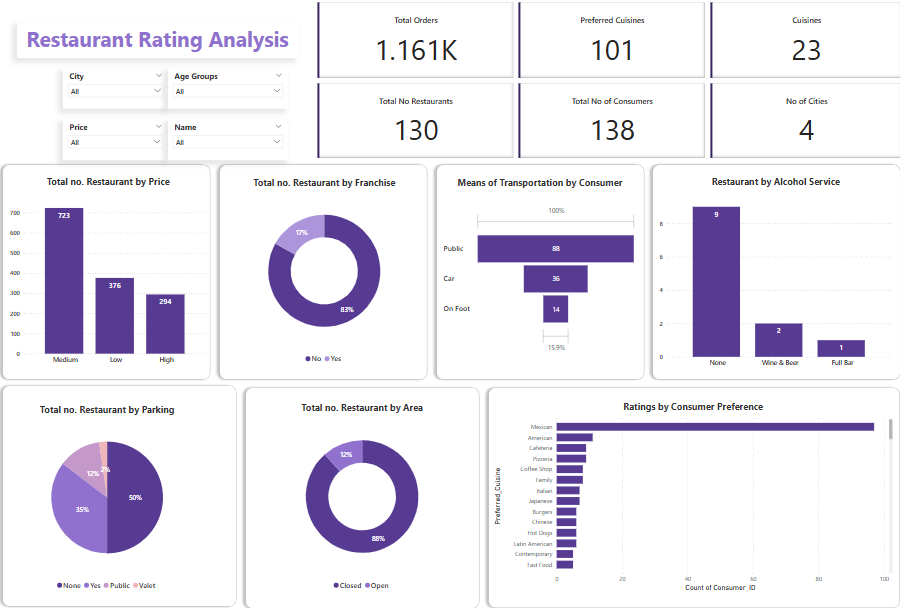 Restaurant Rating Analysis
City
All
Age Groups
All
Price
All
Name
All
Total Orders
1.161K
Preferred Cuisines
101
Cuisines
23
Total No Restaurants
130
Total No of Consumers
138
No of Cities
4
Total no. Restaurant by Price
700
600
500
400
300
200
100
0
723
376
294
Medium Low High
Total no. Restaurant by Franchise
17%
83%
No Yes
Means of Transportation by Consumer
100%
Public 88
Car 36
On Foot 14
15.9%
Restaurant by Alcohol Service
8
6
4
2
0
9
2
1
None Wine & Beer Full Bar
Total no. Restaurant by Parking
2%
12%
35%
50%
None Yes Public Valet
Total no. Restaurant by Area
12%
88%
Closed Open
Ratings by Consumer Preference
Preferred_Cuisine
Mexican
American
Cafeteria
Pizzeria
Coffee Shop
Family
Italian
Japanese
Burgers
Chinese
Hot Dogs
Latin American
Contemporary
Fast Food
0 20 40 60 80 100
Count of Consumer_ID